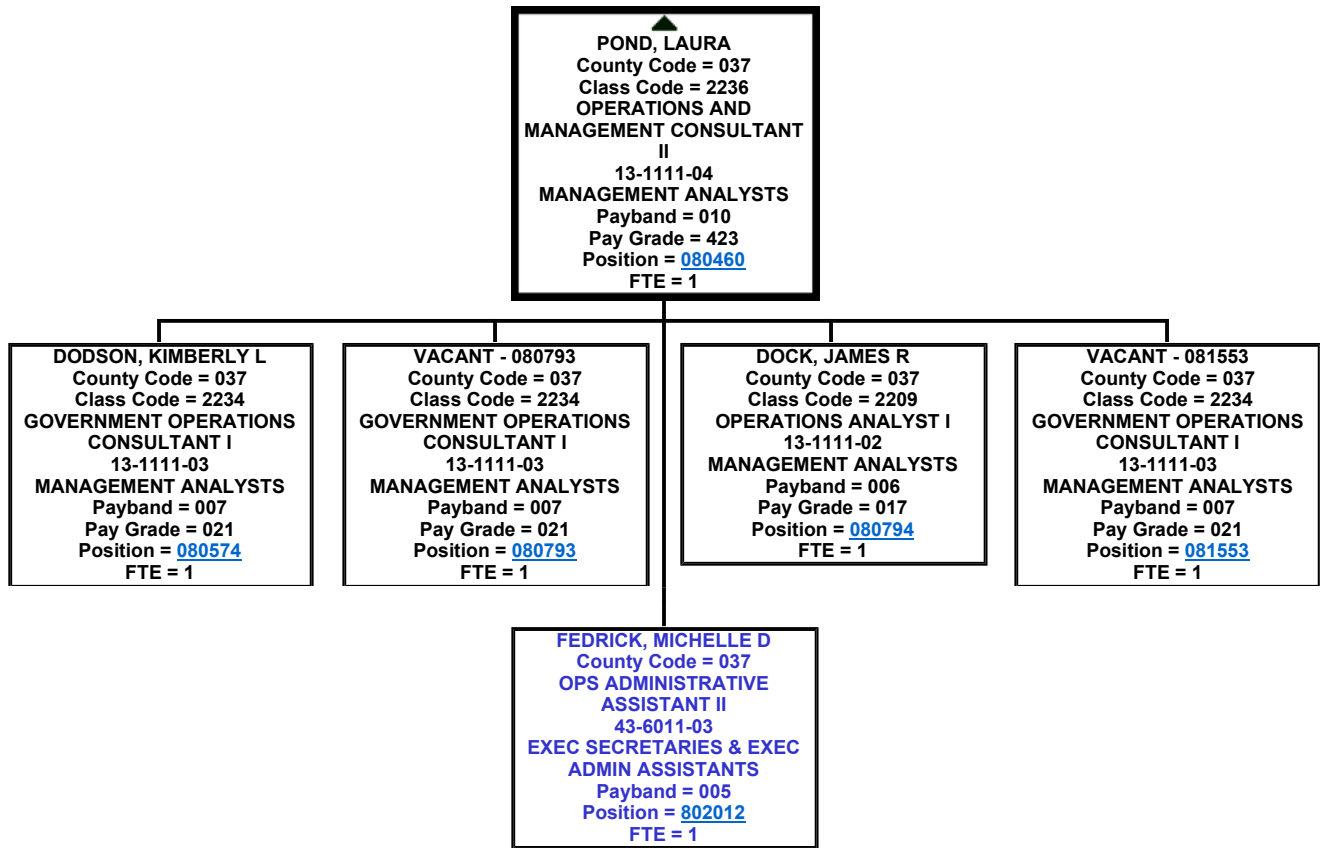 POND, LAURA
County Code = 037
Class Code = 2236
OPERATIONS AND
MANAGEMENT CONSULTANT
II
13-1111-04
MANAGEMENT ANALYSTS
Payband = 010
Pay Grade = 423
Position = 080460
FTE = 1
DODSON, KIMBERLY L
County Code = 037
Class Code = 2234
GOVERNMENT OPERATIONS
CONSULTANT I
13-1111-03
MANAGEMENT ANALYSTS
Payband = 007
Pay Grade = 021
Position = 080574
FTE = 1
VACANT - 080793
County Code = 037
Class Code = 2234
GOVERNMENT OPERATIONS
CONSULTANT I
13-1111-03
MANAGEMENT ANALYSTS
Payband = 007
Pay Grade = 021
Position = 080793
FTE = 1
DOCK, JAMES R
County Code = 037
Class Code = 2209
OPERATIONS ANALYST I
13-1111-02
MANAGEMENT ANALYSTS
Payband = 006
Pay Grade = 017
Position = 080794
FTE = 1
VACANT - 081553
County Code = 037
Class Code = 2234
GOVERNMENT OPERATIONS
CONSULTANT I
13-1111-03
MANAGEMENT ANALYSTS
Payband = 007
Pay Grade = 021
Position = 081553
FTE = 1
FEDRICK, MICHELLE D
County Code = 037
OPS ADMINISTRATIVE
ASSISTANT II
43-6011-03
EXEC SECRETARIES & EXEC
ADMIN ASSISTANTS
Payband = 005
Position = 802012
FTE = 1